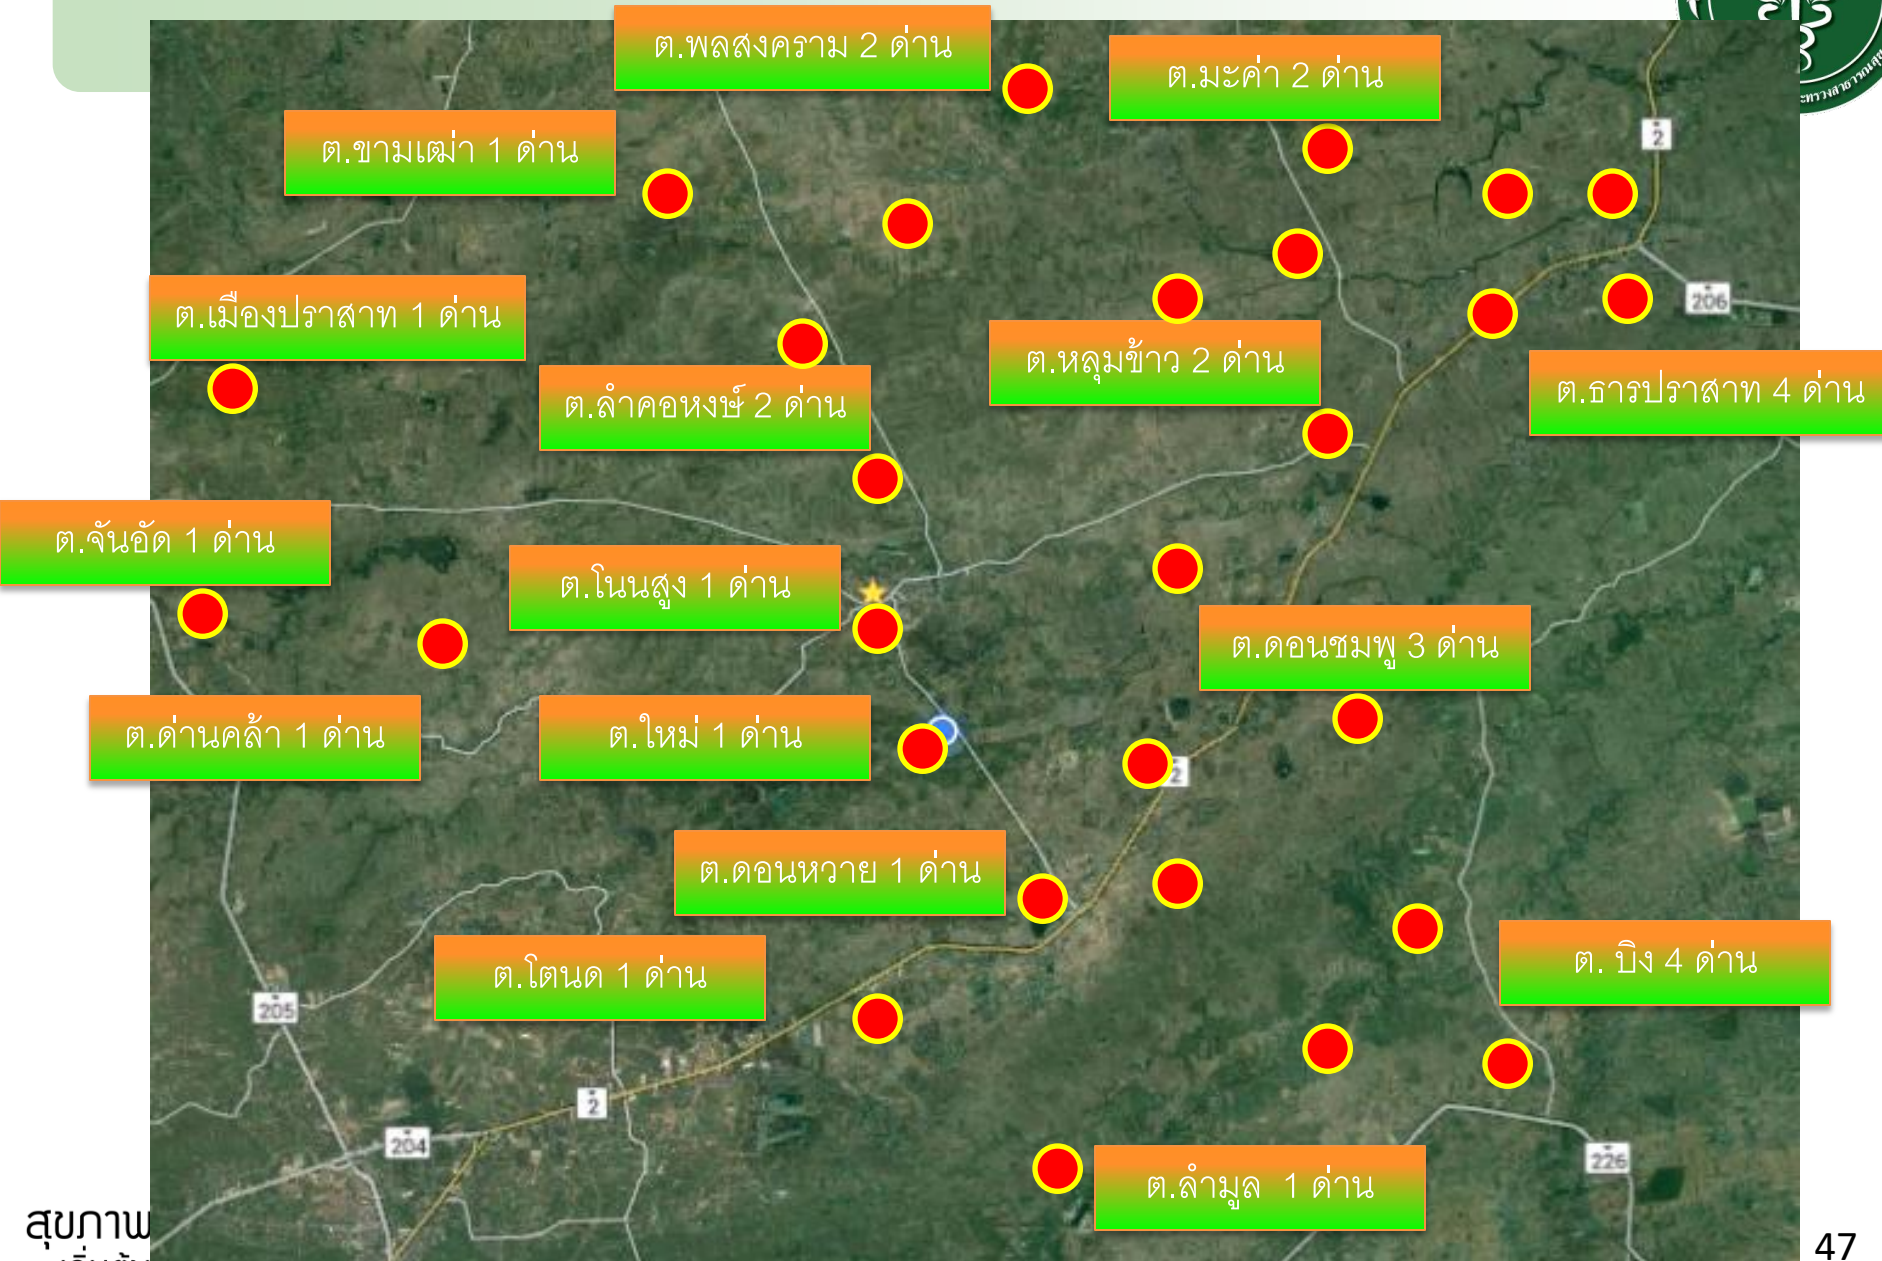 ต.พลสงคราม 2 ด่าน
ต.มะค่า 2 ด่าน
ต.ขามเฒ่า 1 ด่าน
2
206
ต.เมืองปราสาท 1 ด่าน
ต.หลุมข้าว 2 ด่าน
ต.ธารปราสาท 4 ด่าน
ต.ลำคอหงษ์ 2 ด่าน
ต.จันอัด 1 ด่าน
ต.โนนสูง 1 ด่าน
ต.ดอนชมพู 3 ด่าน
ต.ด่านคล้า 1 ด่าน
ต.ใหม่ 1 ด่าน
2
ต.ดอนหวาย 1 ด่าน
ต. บิง 4 ด่าน
ต.โตนด 1 ด่าน
205
2
204
226
ต.ลำมูล 1 ด่าน
สุขภาพ
47